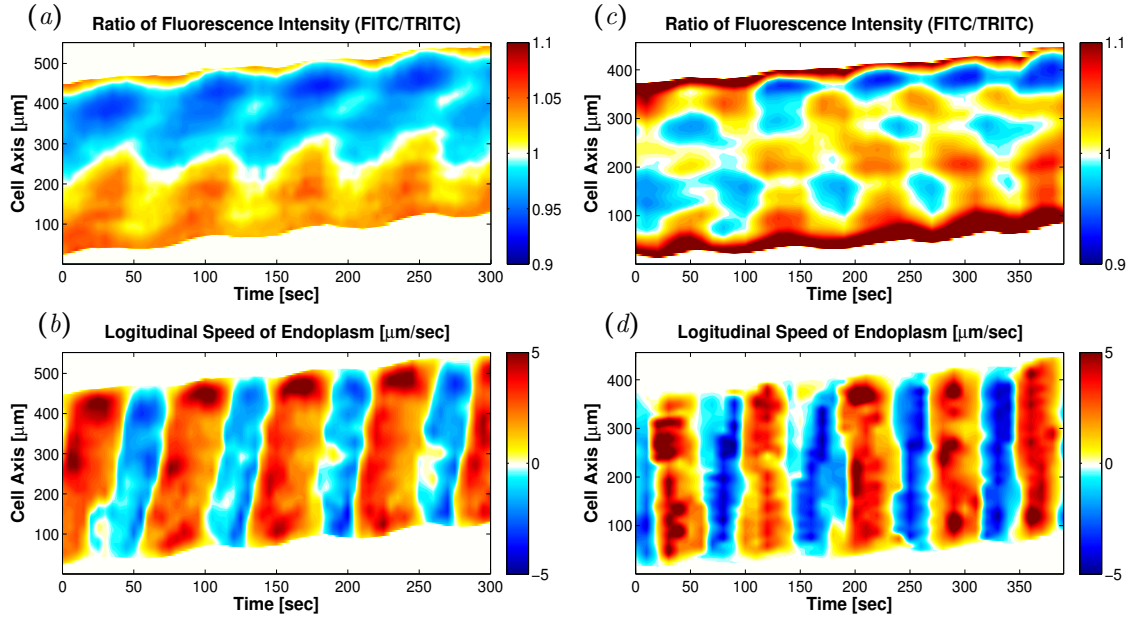 (a)
Ratio of Fluorescence Intensity (FITC/TRITC)
Cell Axis [μm]
500
400
300
200
100
0 50 100 150 200 250 300
Time [sec]
1.1
1.05
1
0.95
0.9
(c)
Ratio of Fluorescence Intensity (FITC/TRITC)
Cell Axis [μm]
400
300
200
100
0 50 100 150 200 250 300 350
Time [sec]
1.1
1.05
1
0.95
0.9
(b)
Logitudinal Speed of Endoplasm [μm/sec]
Cell Axis [μm]
500
400
300
200
100
0 50 100 150 200 250 300
Time [sec]
5
0
−5
(d)
Logitudinal Speed of Endoplasm [μm/sec]
Cell Axis [μm]
400
300
200
100
0 50 100 150 200 250 300 350
Time [sec]
5
0
−5